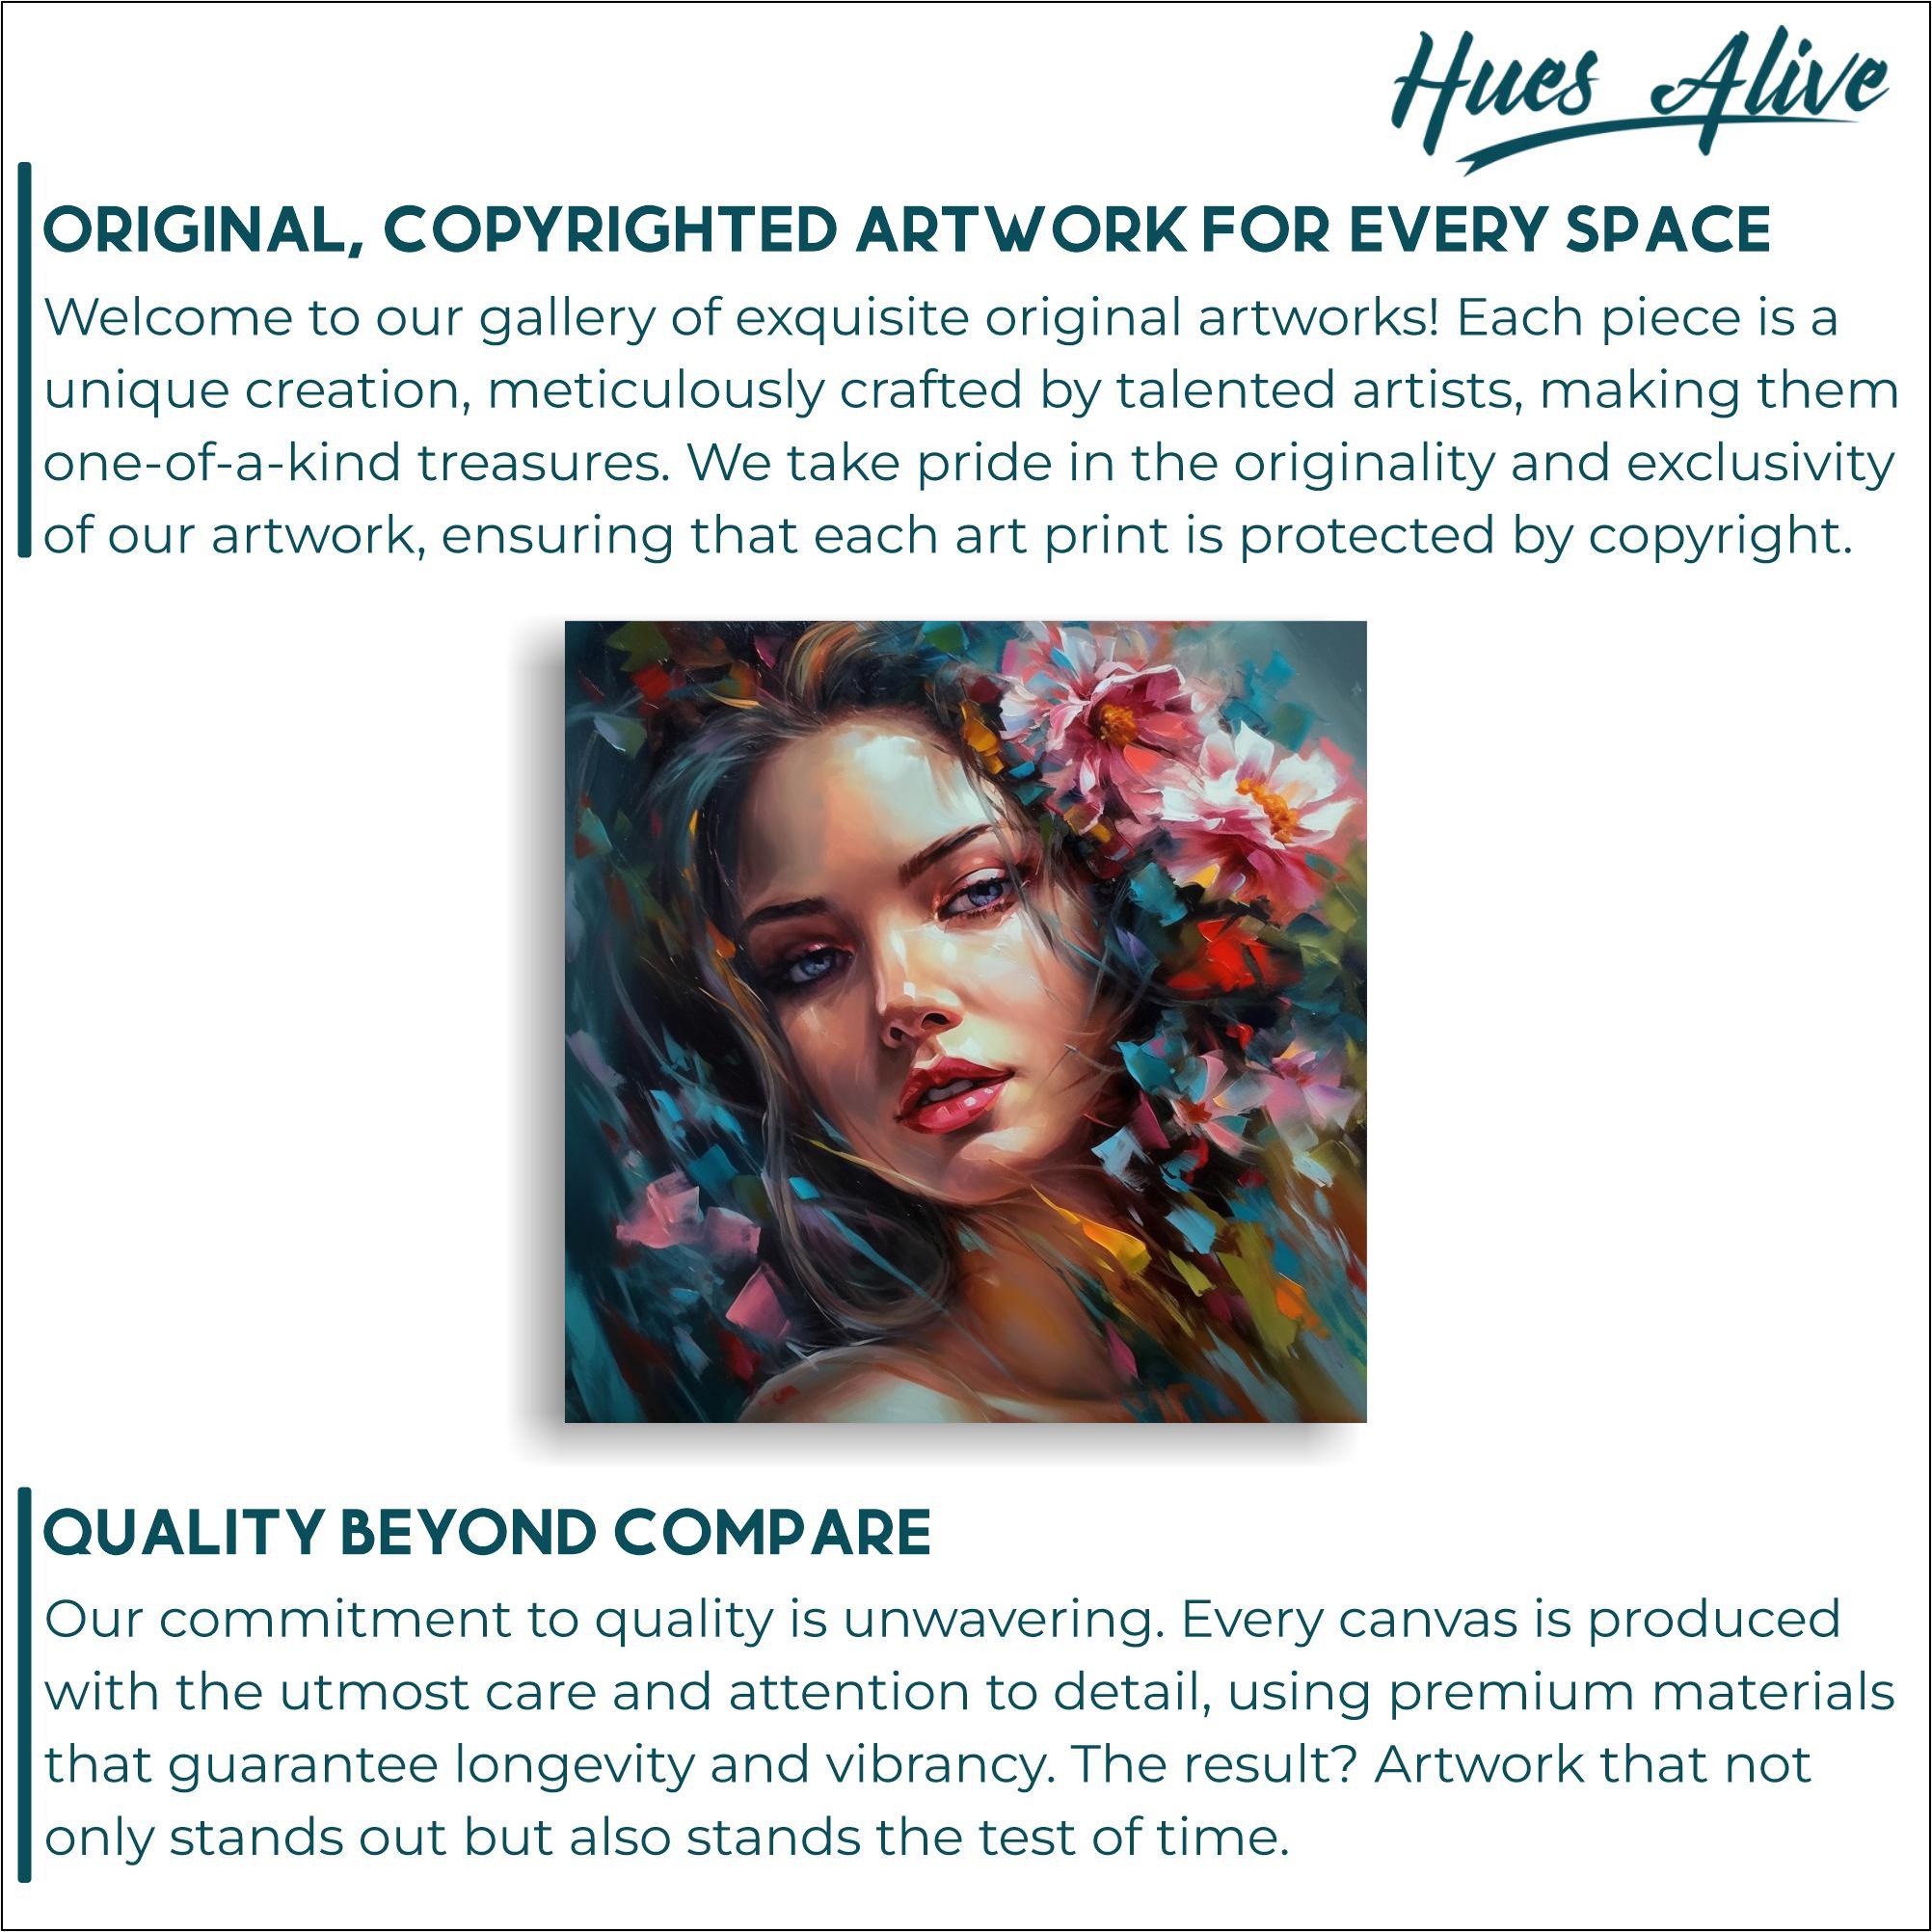 Hues Alive
ORIGINAL, COPYRIGHTED ARTWORK FOR EVERY SPACE
Welcome to our gallery of exquisite original artworks! Each piece is a
unique creation, meticulously crafted by talented artists, making them
one-of-a-kind treasures. We take pride in the originality and exclusivity
of our artwork, ensuring that each art print is protected by copyright.
QUALITY BEYOND COMPARE
Our commitment to quality is unwavering. Every canvas is produced
with the utmost care and attention to detail, using premium materials
that guarantee longevity and vibrancy. The result? Artwork that not
only stands out but also stands the test of time.